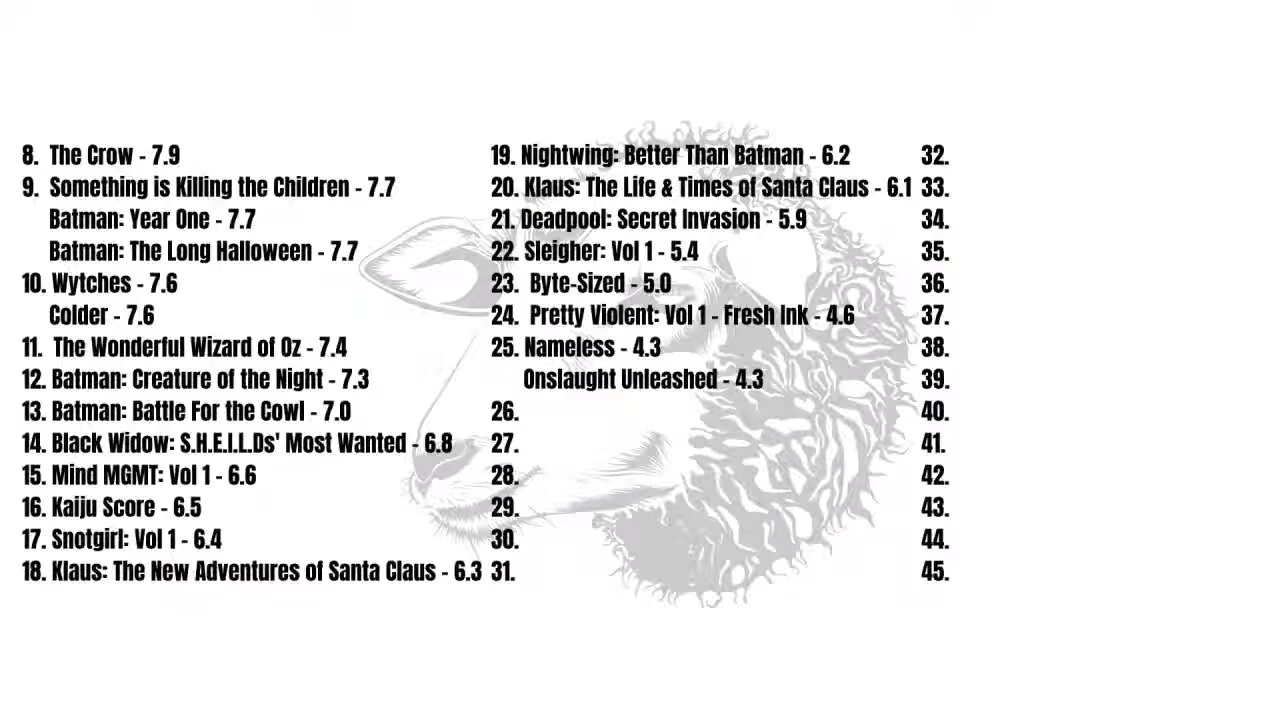 8. The Crow - 7.9
9. Something is Killing the Children - 7.7
Batman: Year One - 7.7
Batman: The Long Halloween - 7.7
10. Wytches - 7.6
Colder - 7.6
11. The Wonderful Wizard of Oz - 7.4
12. Batman: Creature of the Night - 7.3
13. Batman: Battle For the Cowl - 7.0
14. Black Widow: S.H.E.I.L.Ds' Most Wanted - 6.8
15. Mind MGMT: Vol 1 - 6.6
16. Kaiju Score - 6.5
17. Snotgirl: Vol 1 - 6.4
18. Klaus: The New Adventures of Santa Claus - 6.3
19. Nightwing: Better Than Batman - 6.2
20. Klaus: The Life & Times of Santa Claus - 6.1
21. Deadpool: Secret Invasion - 5.9
22. Sleigher: Vol 1 - 5.4
23. Byte-Sized - 5.0
24. Pretty Violent: Vol 1 - Fresh Ink - 4.6
25. Nameless - 4.3
Onslaught Unleashed - 4.3
26.
27.
28.
29.
30.
31.
32.
33.
34.
35.
36.
37.
38.
39.
40.
41.
42.
43.
44.
45.